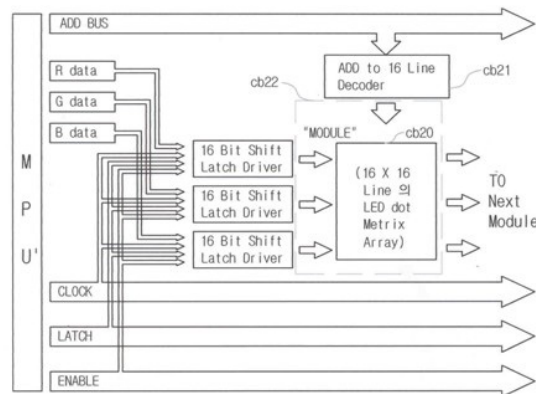 ADD BUS
R data
G data
B data
M
P
U'
ADD to 16 Line
Decoder
cb21
cb22
"MODULE"
cb20
16 Bit Shift
Latch Driver
16 Bit Shift
Latch Driver
16 Bit Shift
Latch Driver
(16 X 16
Line 의
LED dot
Metrix
Array)
TO
Next
Module
CLOCK
LATCH
ENABLE